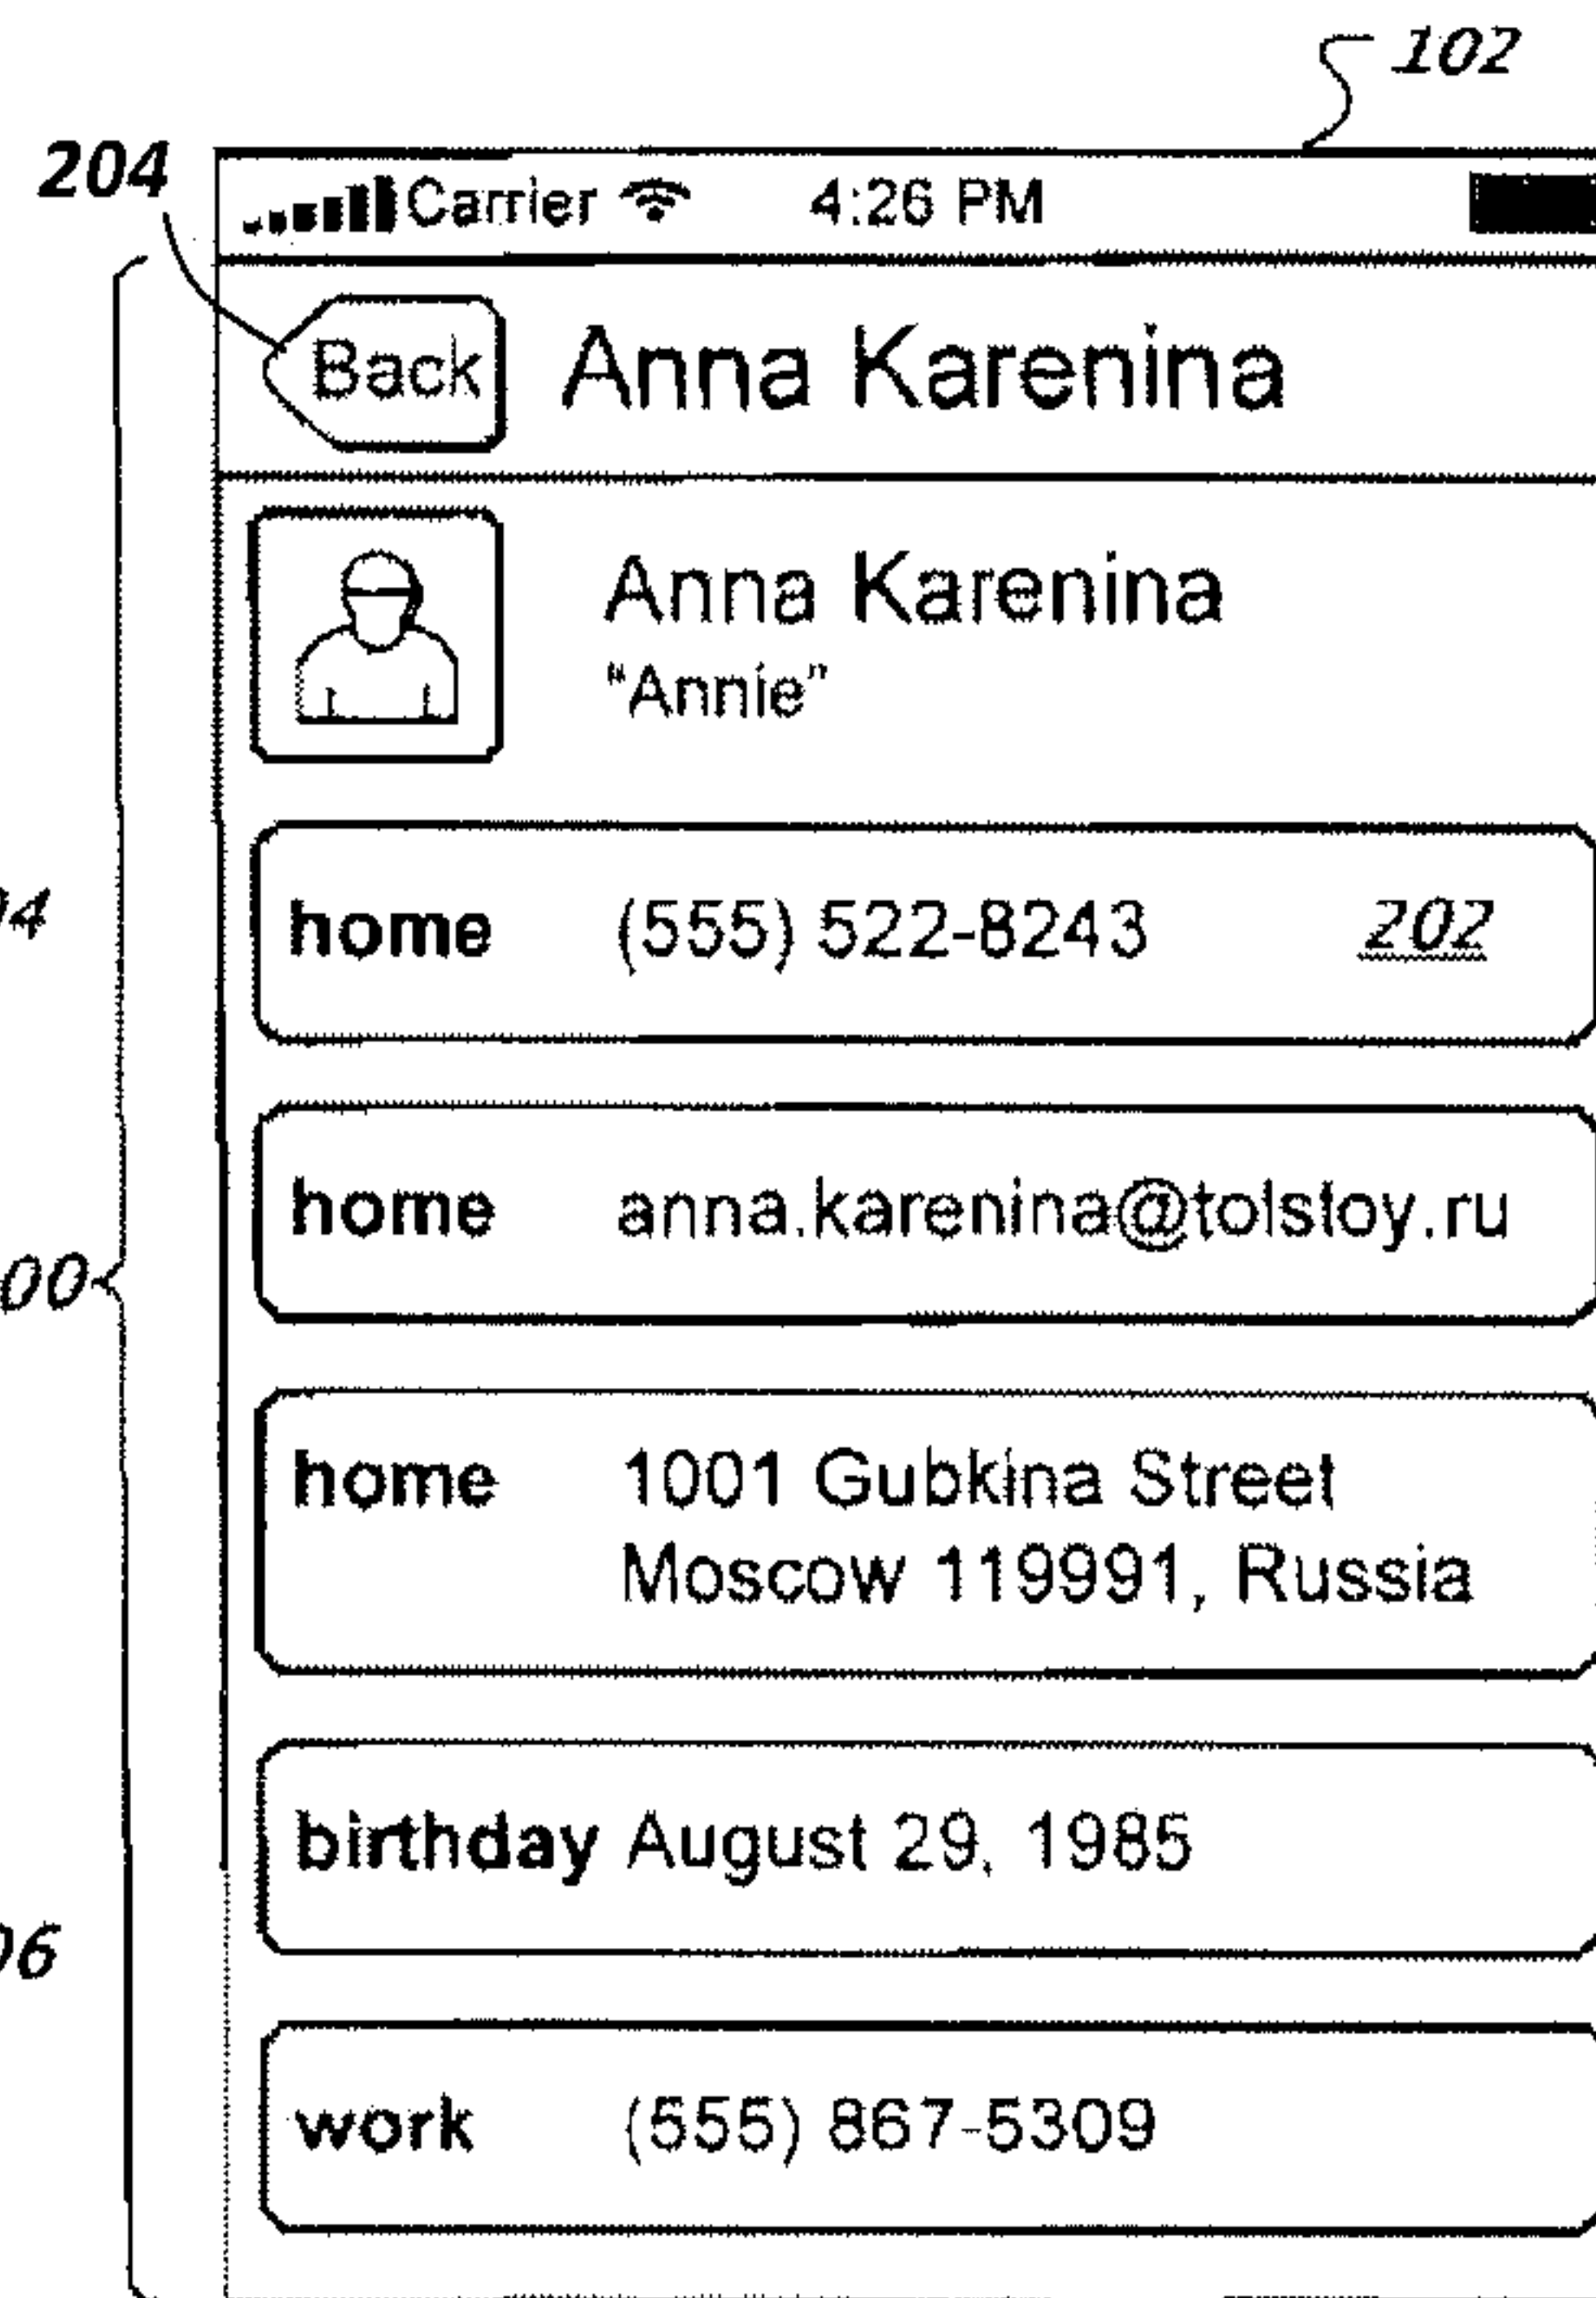 102
204
Carrier 4:26 PM
Back Anna Karenina
Anna Karenina
“Annie”
home (555) 522-8243 202
home anna.karenina@tolstoy.ru
home 1001 Gubkina Street
Moscow 119991, Russia
birthday August 29, 1985
work (555) 867-5309